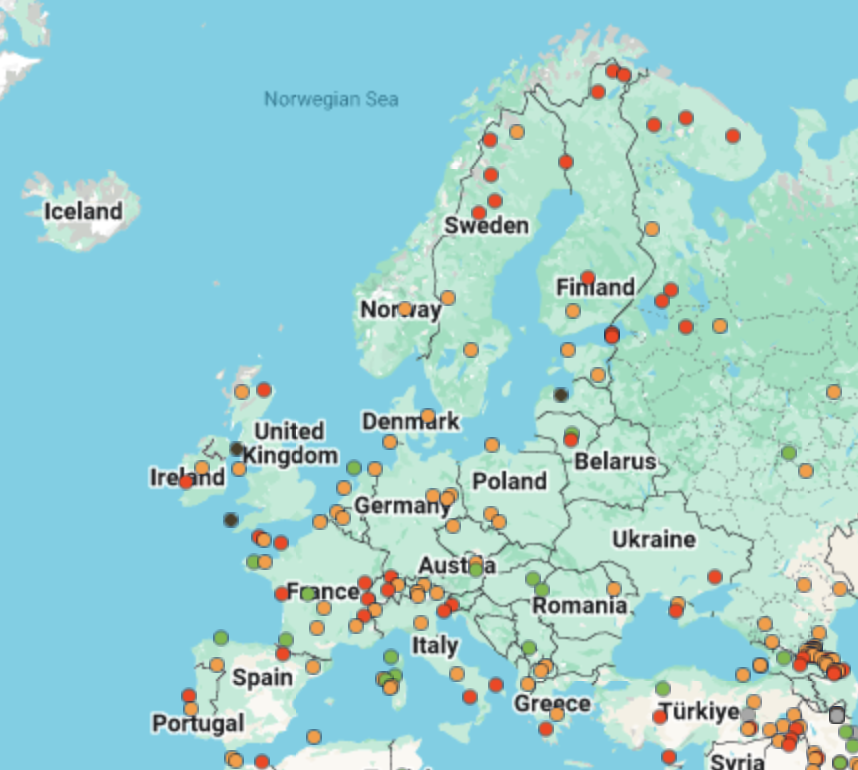 Norwegian Sea
Iceland
Sweden
Finland
Norway
Denmark
United
Kingdom
Ireland
Belarus
Poland
Germany
Ukraine
Austria
France
Romania
Italy
Spain
Greece
Portugal
Türkiye
Syria